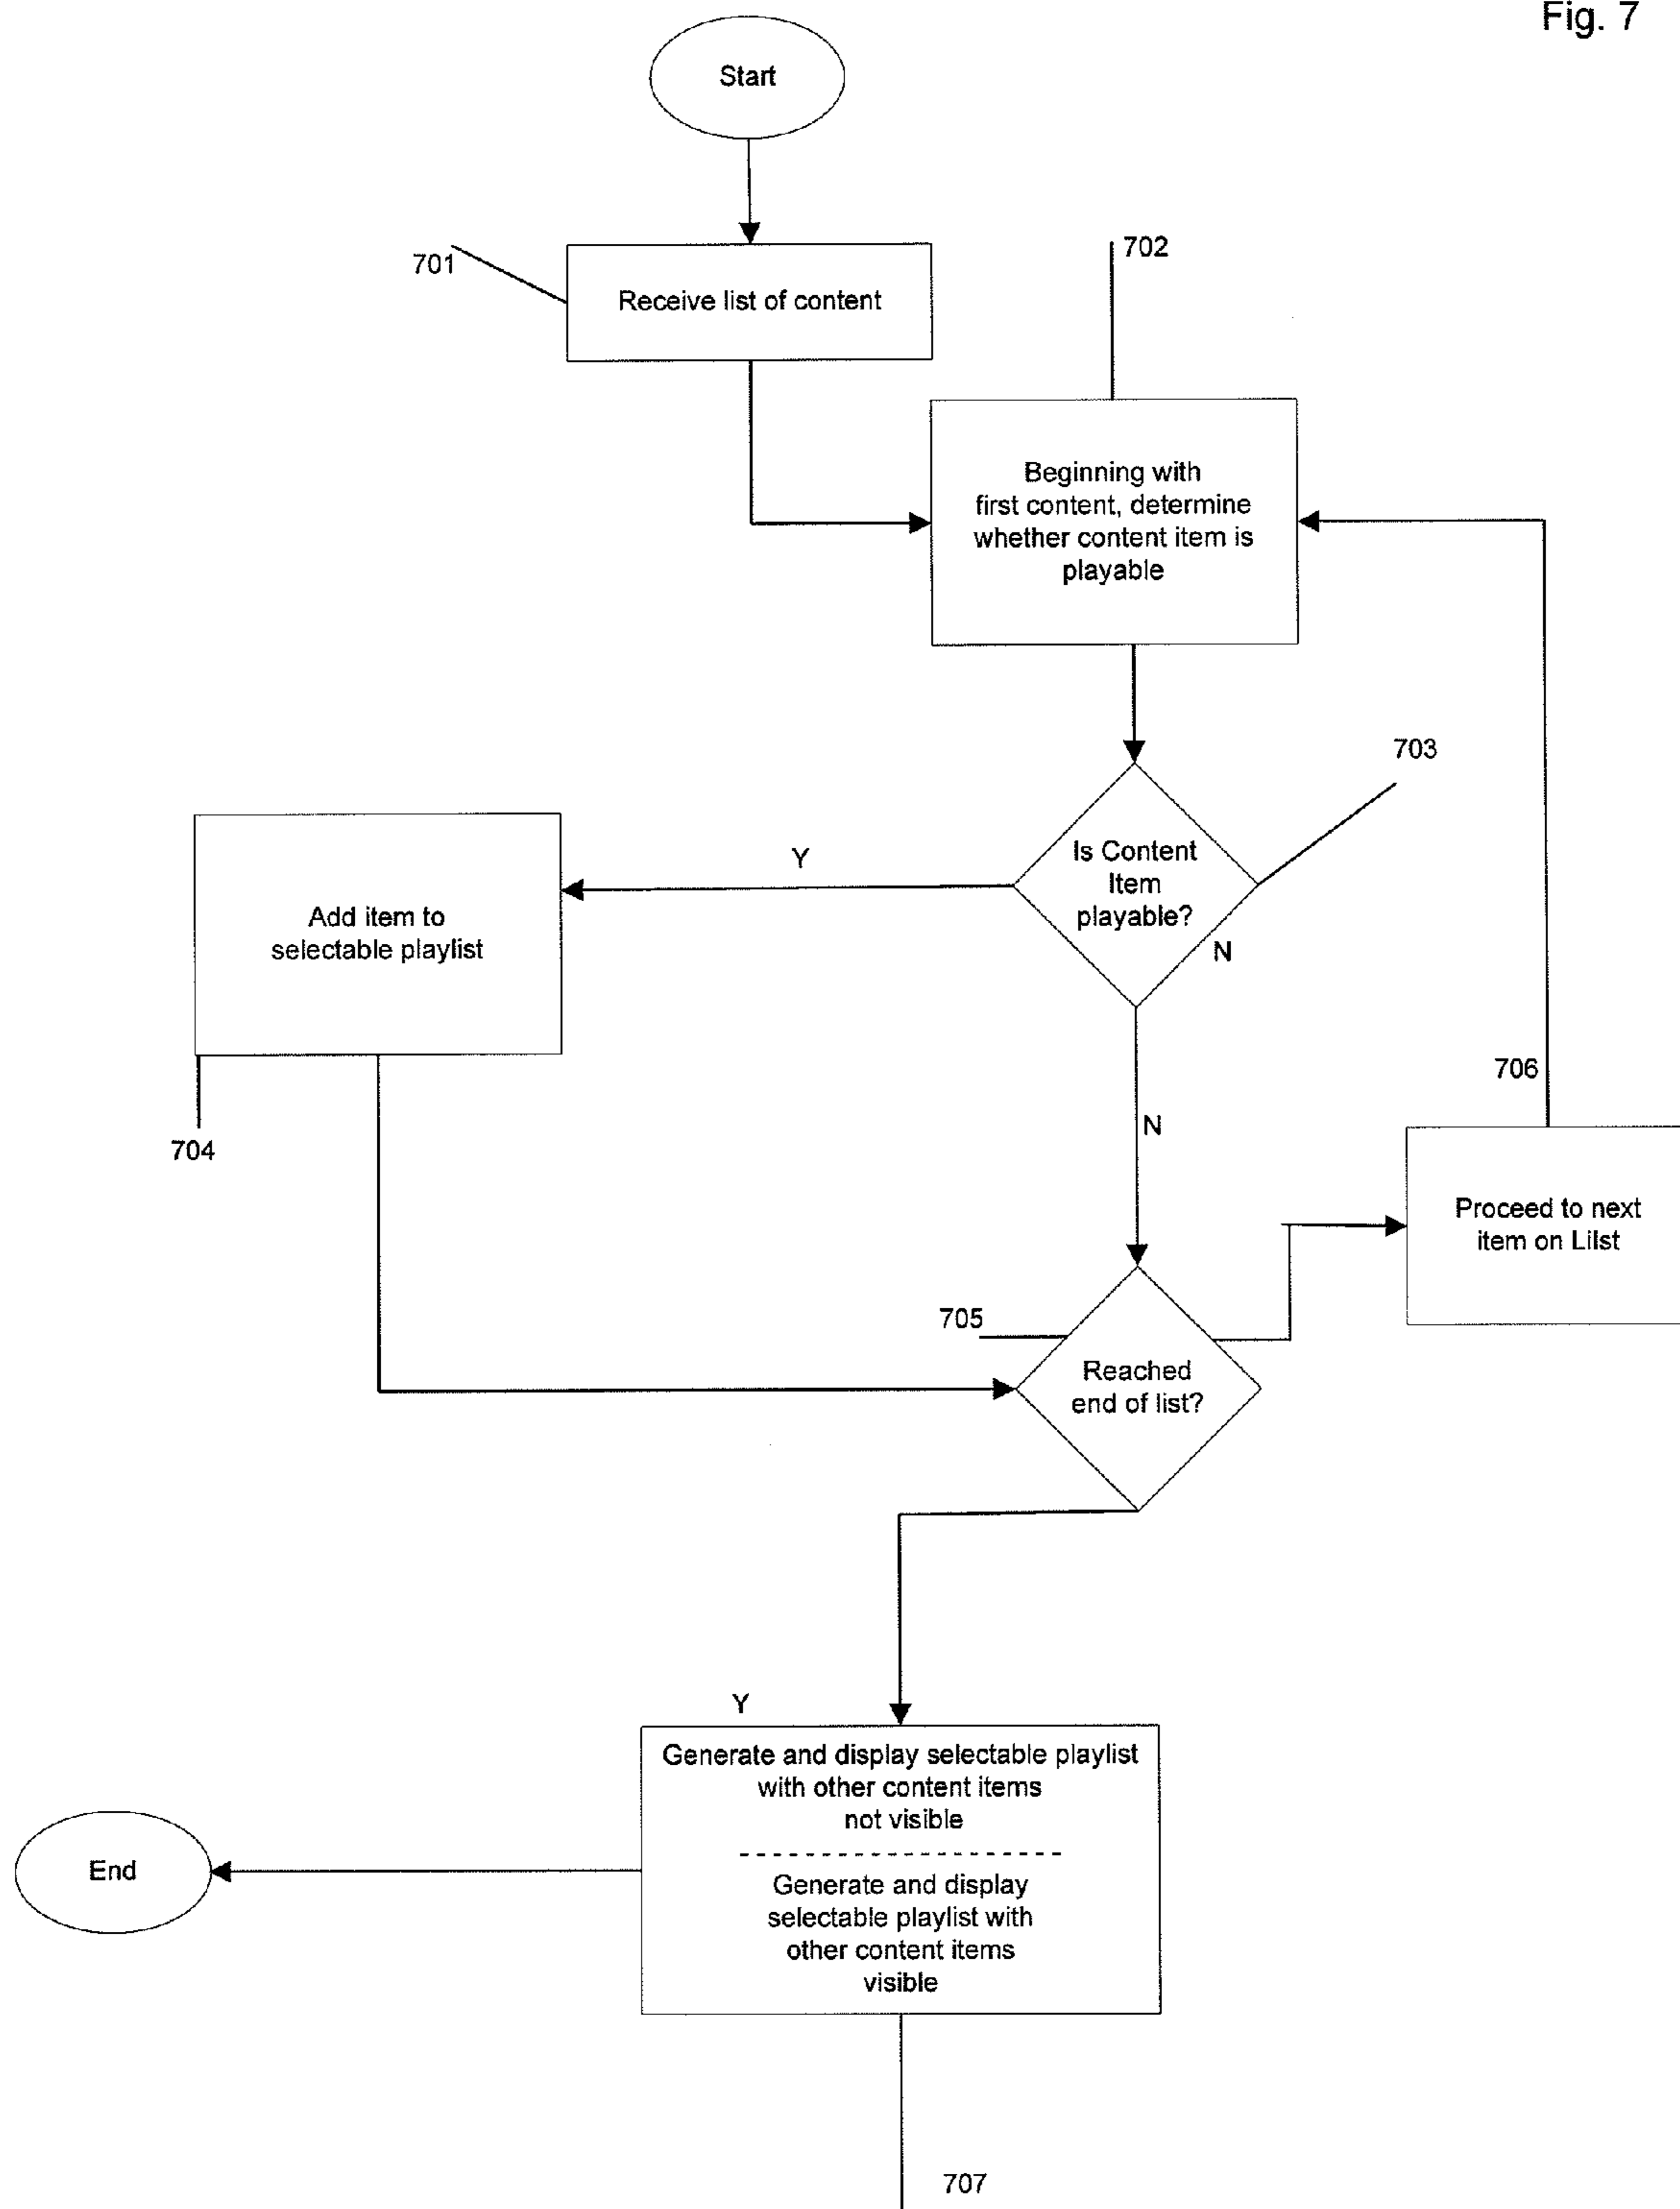 Fig. 7
Start
701
Receive list of content
702
Beginning with
first content, determine
whether content item is
playable
703
Is Content
Item
playable?
Y
N
Add item to
selectable playlist
704
N
706
Proceed to next
item on Lilst
705
Reached
end of list?
Y
Generate and display selectable playlist
with other content items
not visible
Generate and display
selectable playlist with
other content items
visible
End
707